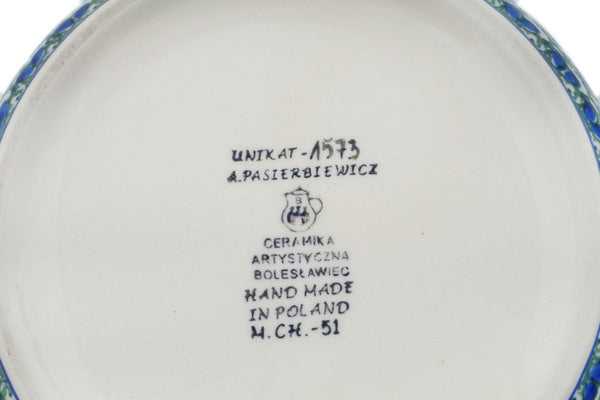 UNIKAT-1573
A.PASIERBIEWICZ
B
CERAMIKA
ARTYSTYCZNA
BOLESŁAWIEC
HAND MADE
IN POLAND
M.CH.-51